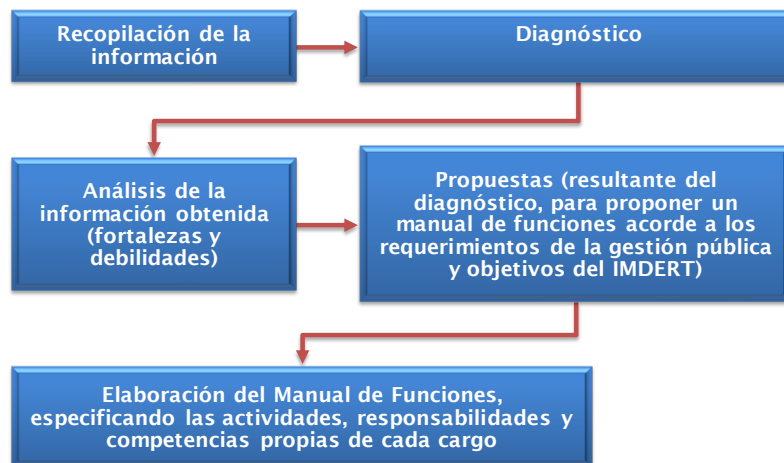 Recopilación de la
información
Diagnóstico
Análisis de la
información obtenida
(fortalezas y
debilidades)
Propuestas (resultante del
diagnóstico, para proponer un
manual de funciones acorde a los
requerimientos de la gestión pública
y objetivos del IMDERT)
Elaboración del Manual de Funciones,
especificando las actividades, responsabilidades y
competencias propias de cada cargo